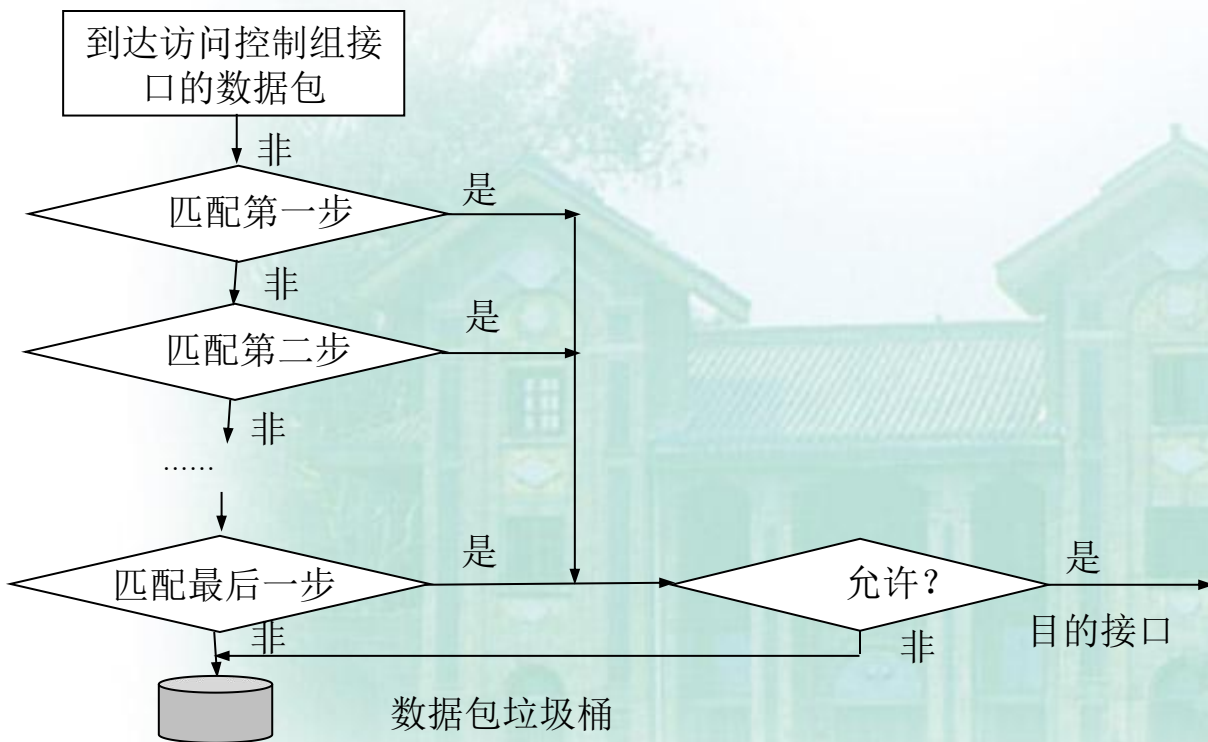 到达访问控制组接
口的数据包
非
匹配第一步
是
非
匹配第二步
是
非
......
匹配最后一步
是
允许?
是
非
非
目的接口
数据包垃圾桶